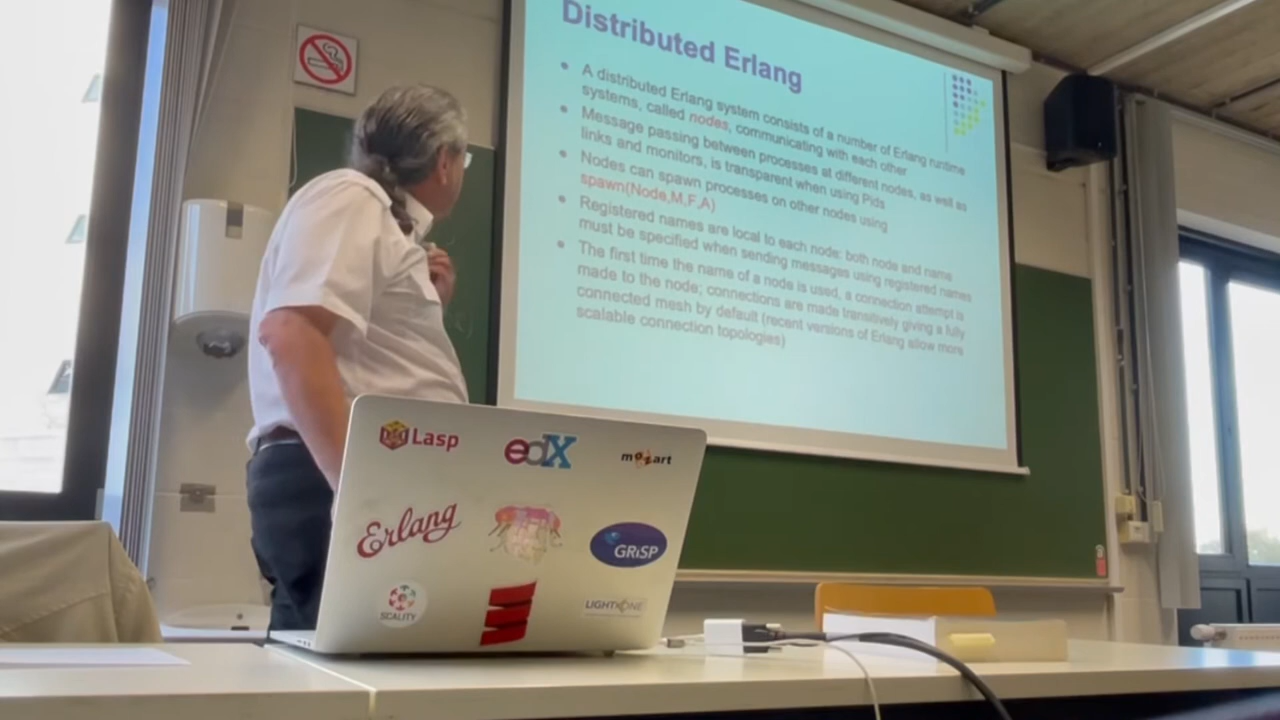 Distributed Erlang
• A distributed Erlang system consists of a number of Erlang runtime
systems, called nodes, communicating with each other
• Message passing between processes at different nodes, as well as
links and monitors, is transparent when using Pids
• Nodes can spawn processes on other nodes using
spawn(Node,M,F,A)
• Registered names are local to each node: both node and name
must be specified when sending messages using registered names
• The first time the name of a node is used, a connection attempt is
made to the node; connections are made transitively giving a fully
connected mesh by default (recent versions of Erlang allow more
scalable connection topologies)
Lasp
edX
mozart
Erlang
GRiSP
SCALITY
LIGHTKONE